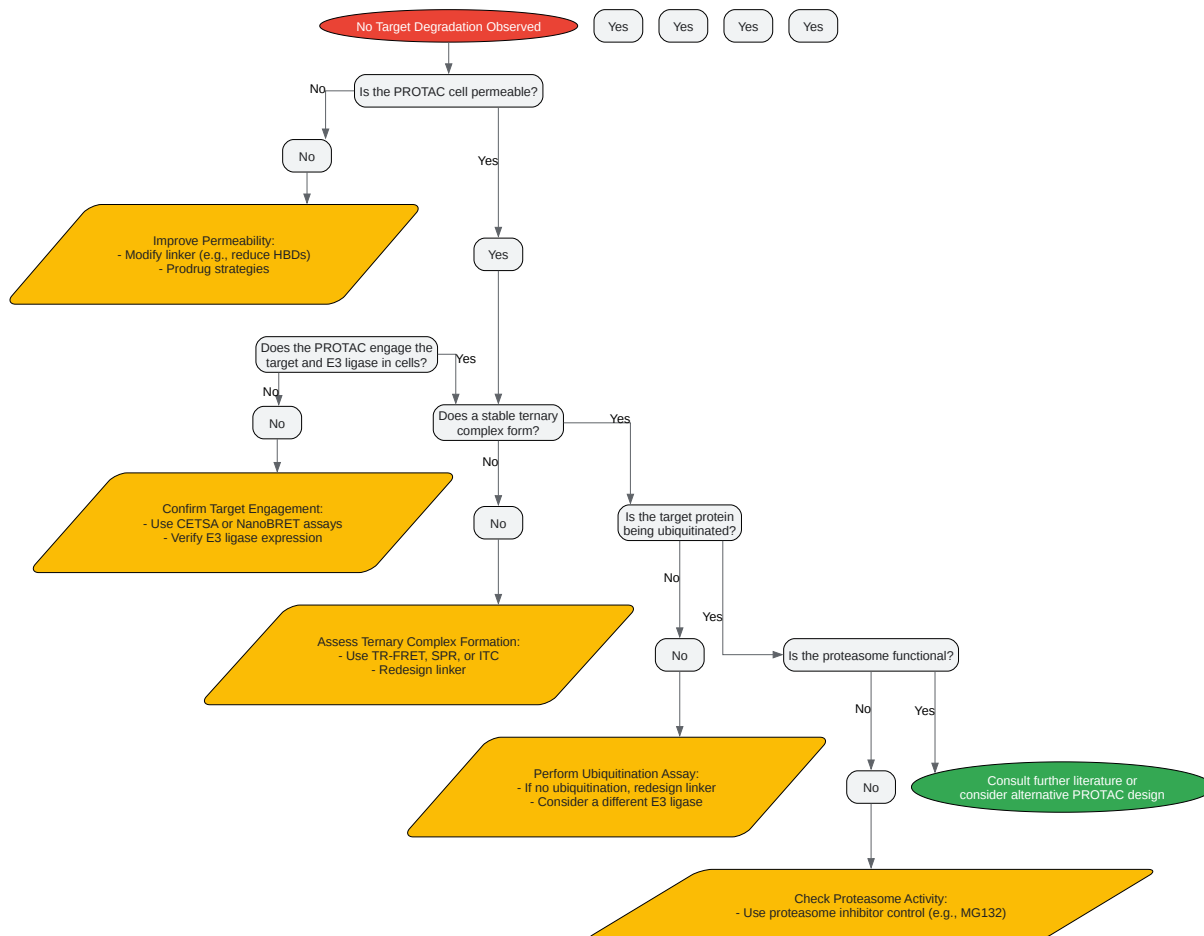 No Target Degradation Observed
Yes
Yes
Yes
Yes
Is the PROTAC cell permeable?
No
No
Yes
Improve Permeability:
- Modify linker (e.g., reduce HBDs)
- Prodrug strategies
Yes
Does the PROTAC engage the
target and E3 ligase in cells?
Yes
No
No
Does a stable ternary
complex form?
Yes
No
Confirm Target Engagement:
- Use CETSA or NanoBRET assays
- Verify E3 ligase expression
No
Is the target protein
being ubiquitinated?
No
Yes
Assess Ternary Complex Formation:
- Use TR-FRET, SPR, or ITC
- Redesign linker
No
Is the proteasome functional?
No
Yes
Perform Ubiquitination Assay:
- If no ubiquitination, redesign linker
- Consider a different E3 ligase
No
Consult further literature or
consider alternative PROTAC design
Check Proteasome Activity:
- Use proteasome inhibitor control (e.g., MG132)